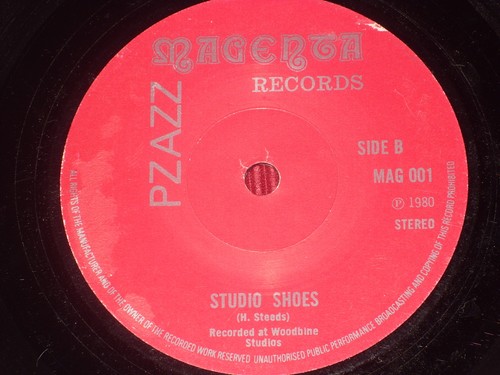 MAGENTA
RECORDS
PZAZZ
SIDE B
MAG 001
Ⓟ 1980
STEREO
STUDIO SHOES
(H. Steeds)
Recorded at Woodbine
Studios
ALL RIGHTS OF THE MANUFACTURER AND OF THE OWNER OF THE RECORDED WORK RESERVED UNAUTHORISED PUBLIC PERFORMANCE BROADCASTING AND COPYING OF THIS RECORD PROHIBITED